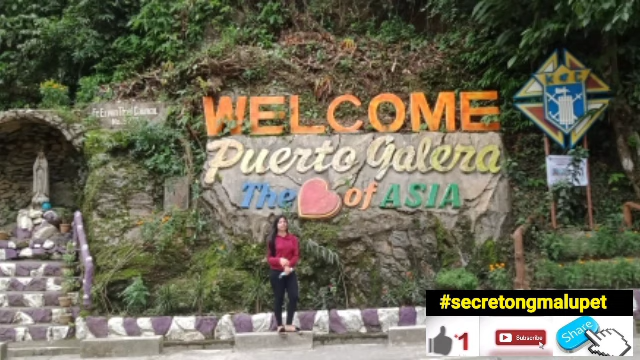 WELCOME
Puerto Galera
The of ASIA
#secretongmalupet
1
Subscribe
Share